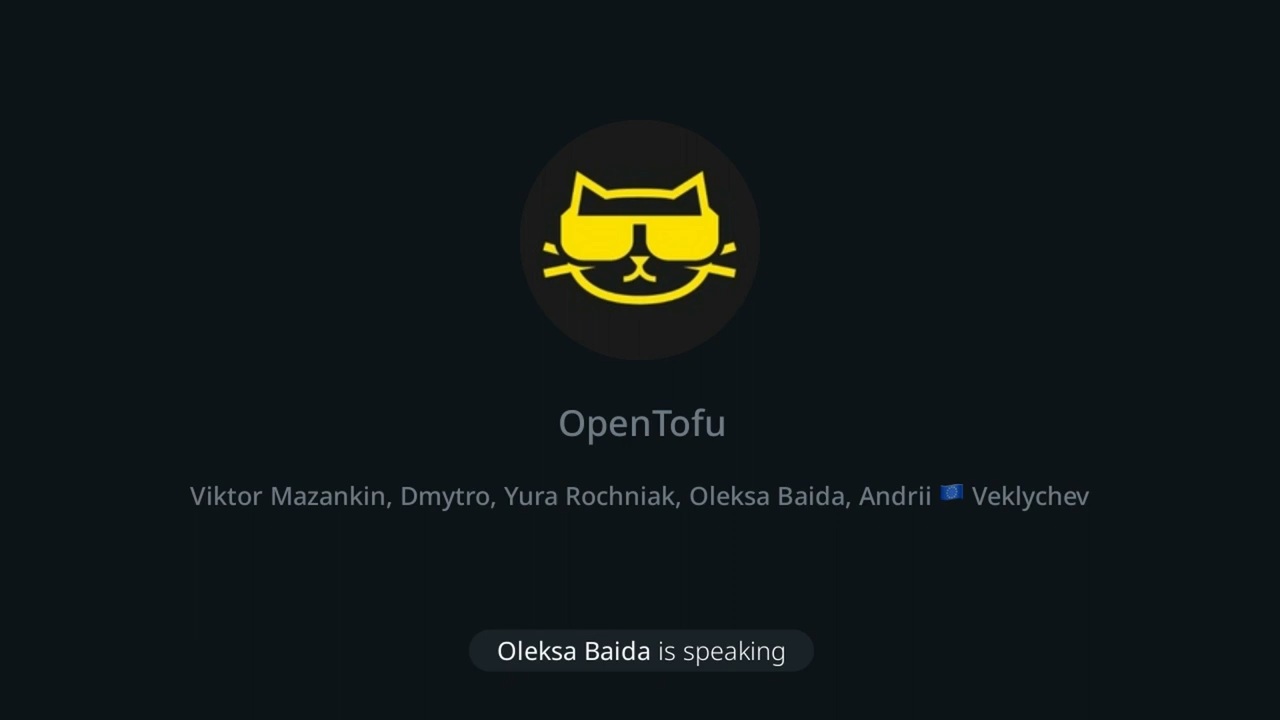 OpenTofu
Viktor Mazankin, Dmytro, Yura Rochniak, Oleksa Baida, Andrii 🇪🇺 Veklychev
Oleksa Baida is speaking